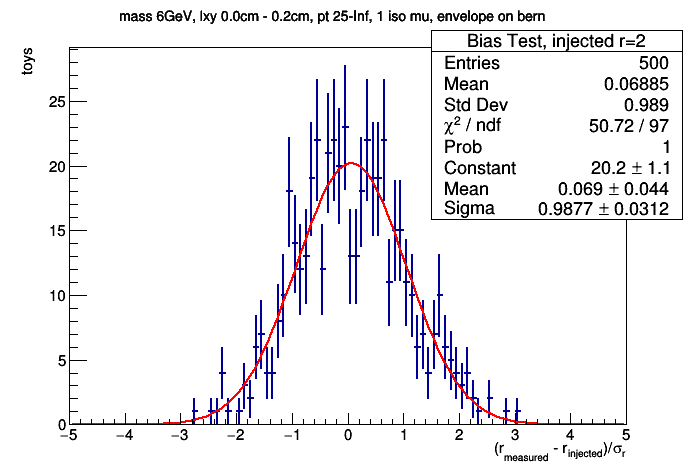 mass 6GeV, lxy 0.0cm - 0.2cm, pt 25-Inf, 1 iso mu, envelope on bern
Bias Test, injected r=2
Entries 500
Mean 0.06885
Std Dev 0.989
χ² / ndf 50.72 / 97
Prob 1
Constant 20.2 ± 1.1
Mean 0.069 ± 0.044
Sigma 0.9877 ± 0.0312
toys
25
20
15
10
5
0
−5 −4 −3 −2 −1 0 1 2 3 4 5
(r_measured - r_injected)/σ_r